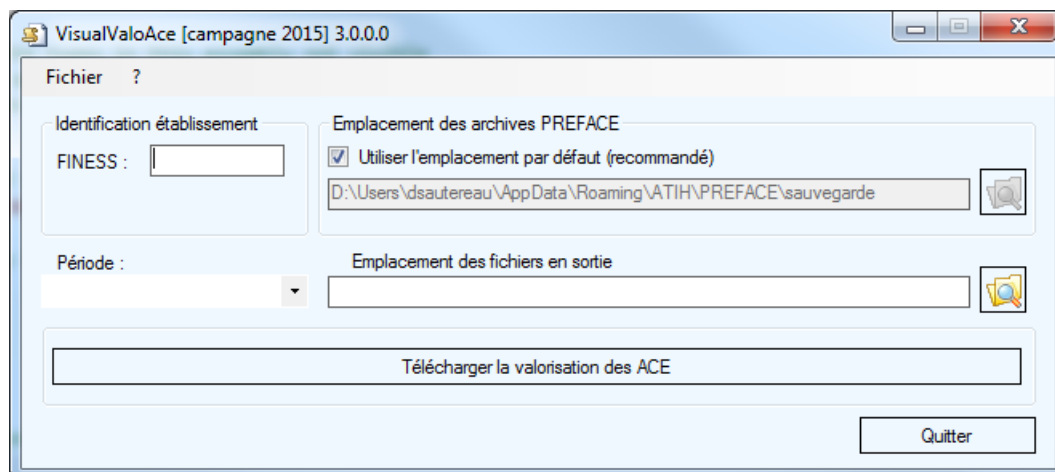 VisualValoAce [campagne 2015] 3.0.0.0
Fichier ?
Identification établissement
FINESS :
Emplacement des archives PREFACE
Utiliser l'emplacement par défaut (recommandé)
D:\Users\dsautereau\AppData\Roaming\ATIH\PREFACE\sauvegarde
Période :
Emplacement des fichiers en sortie
Télécharger la valorisation des ACE
Quitter